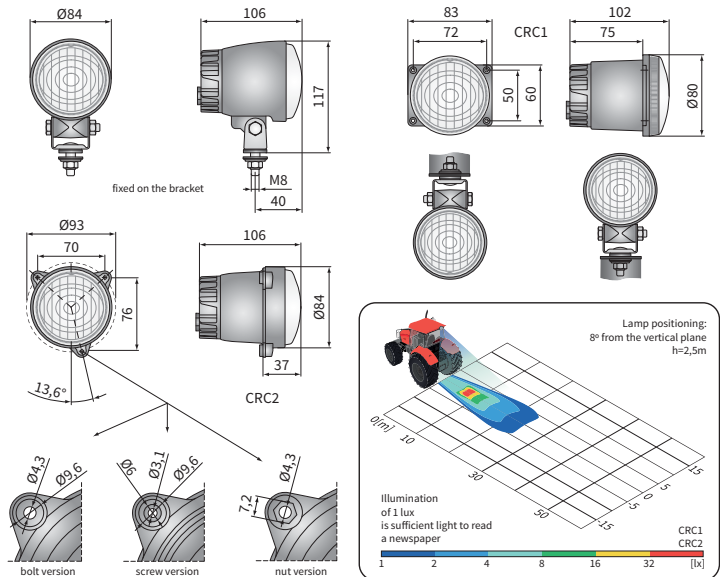 Ø84
106
117
M8
40
fixed on the bracket
83
72
CRC1
50
60
102
75
Ø80
Ø93
70
76
13,6°
106
Ø84
37
CRC2
Ø4,3
Ø9,6
bolt version
Ø6
Ø3,1
Ø9,6
screw version
Ø4,3
7,2
nut version
Lamp positioning:
8º from the vertical plane
h=2,5m
0[m]
10
30
50
15
5
0
-5
-15
Illumination
of 1 lux
is sufficient light to read
a newspaper
CRC1
CRC2
1
2
4
8
16
32
[lx]